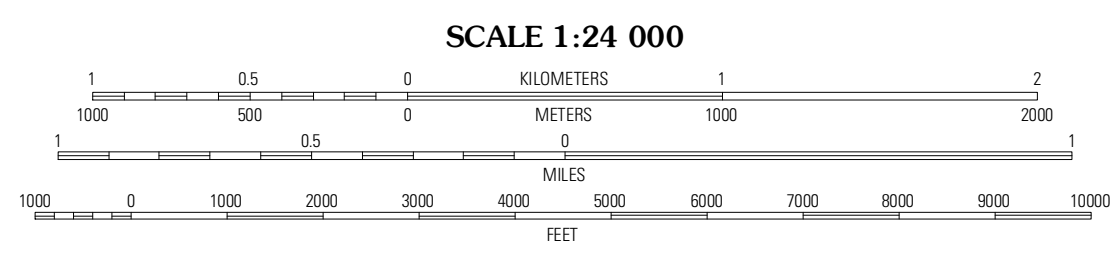 SCALE 1:24 000
1 0.5 0 KILOMETERS 1 2
1000 500 0 METERS 1000 2000
1 0.5 0 1
MILES
1000 0 1000 2000 3000 4000 5000 6000 7000 8000 9000 10000
FEET